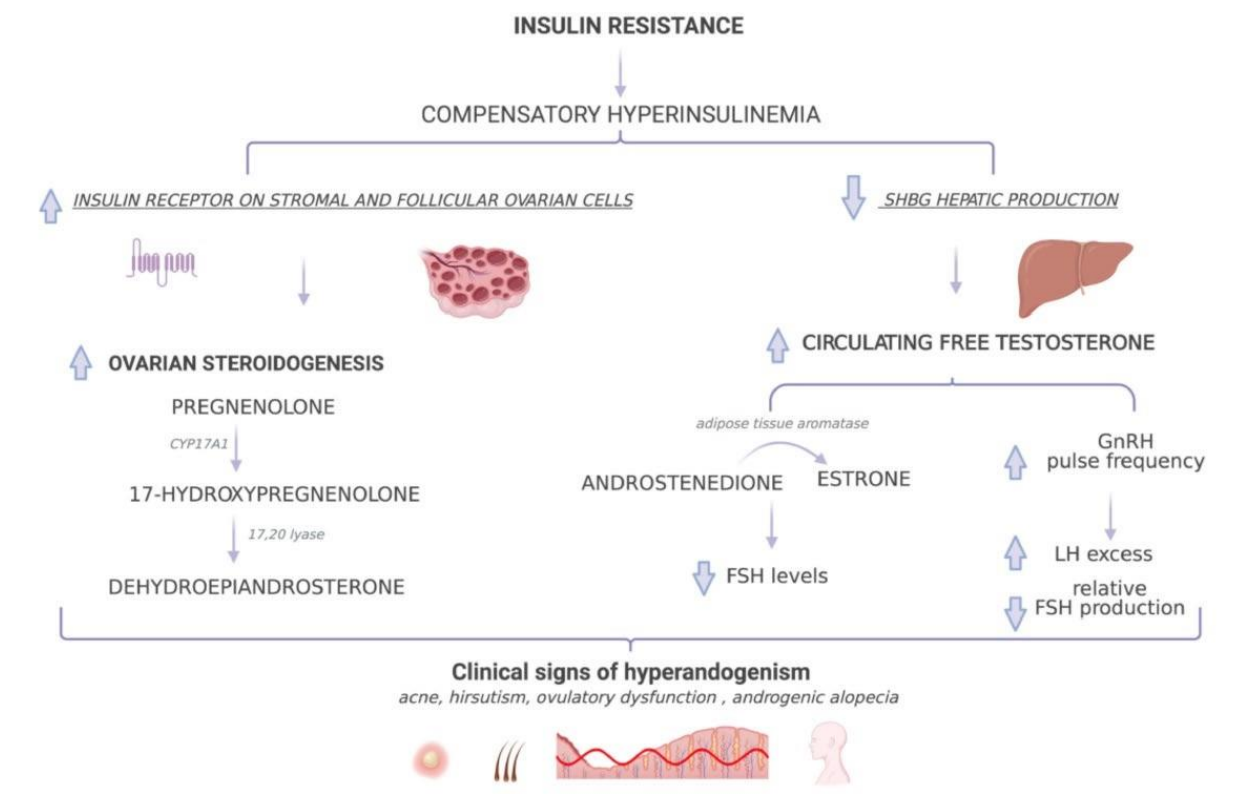 INSULIN RESISTANCE
COMPENSATORY HYPERINSULINEMIA
INSULIN RECEPTOR ON STROMAL AND FOLLICULAR OVARIAN CELLS
SHBG HEPATIC PRODUCTION
OVARIAN STEROIDOGENESIS
PREGNENOLONE
CYP17A1
17-HYDROXYPREGNENOLONE
17,20 lyase
DEHYDROEPIANDROSTERONE
CIRCULATING FREE TESTOSTERONE
adipose tissue aromatase
ANDROSTENEDIONE
ESTRONE
FSH levels
GnRH
pulse frequency
LH excess
relative
FSH production
Clinical signs of hyperandogenism
acne, hirsutism, ovulatory dysfunction , androgenic alopecia